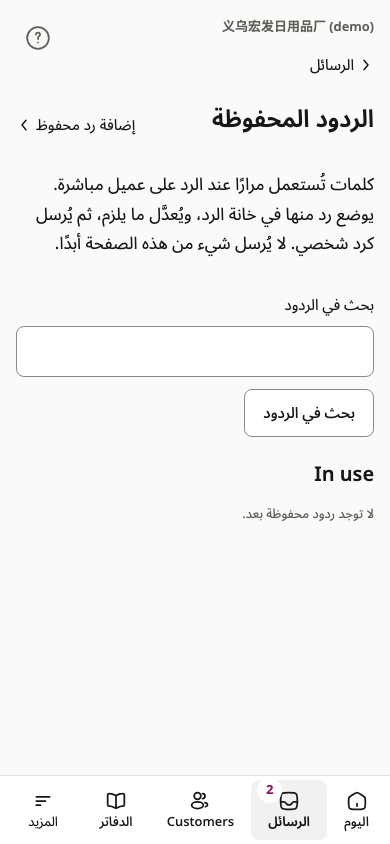 义乌宏发日用品厂 (demo)
الرسائل
الردود المحفوظة
إضافة رد محفوظ
كلمات تُستعمل مرارًا عند الرد على عميل مباشرة.
يوضع رد منها في خانة الرد، ويُعدَّل ما يلزم، ثم يُرسل
كرد شخصي. لا يُرسل شيء من هذه الصفحة أبدًا.
بحث في الردود
بحث في الردود
In use
لا توجد ردود محفوظة بعد.
اليوم
2
الرسائل
Customers
الدفاتر
المزيد